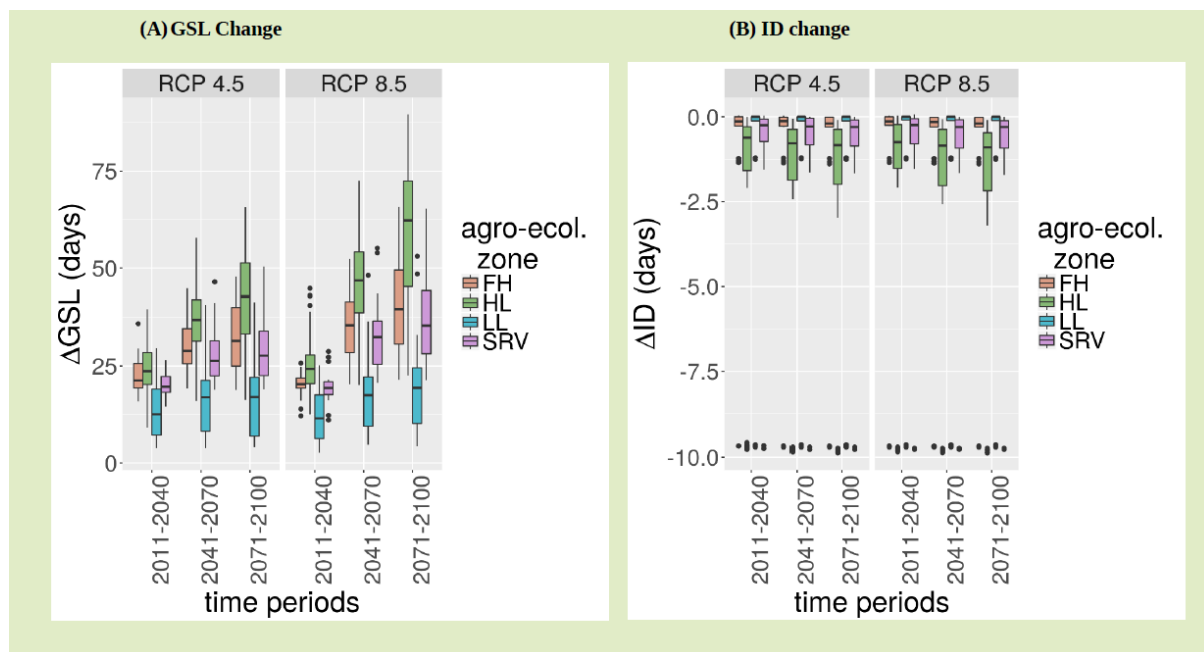 (A) GSL Change
RCP 4.5
RCP 8.5
ΔGSL (days)
75
50
25
0
2011-2040
2041-2070
2071-2100
2011-2040
2041-2070
2071-2100
time periods
agro-ecol.
zone
FH
HL
LL
SRV
(B) ID change
RCP 4.5
RCP 8.5
ΔID (days)
0.0
-2.5
-5.0
-7.5
-10.0
2011-2040
2041-2070
2071-2100
2011-2040
2041-2070
2071-2100
time periods
agro-ecol.
zone
FH
HL
LL
SRV